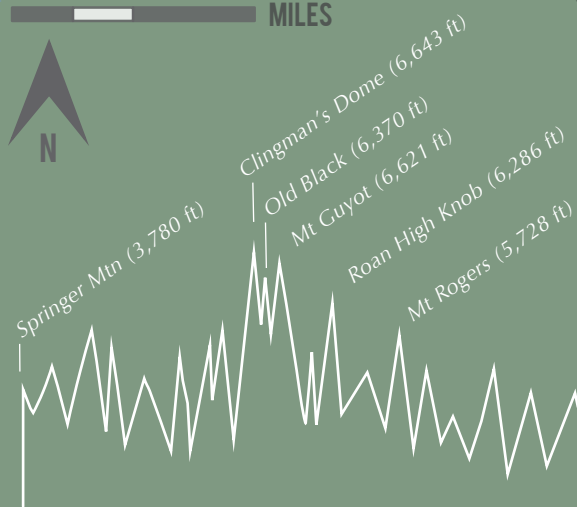 MILES
N
Clingman's Dome (6,643 ft)
Old Black (6,370 ft)
Mt Guyot (6,621 ft)
Roan High Knob (6,286 ft)
Mt Rogers (5,728 ft)
Springer Mtn (3,780 ft)